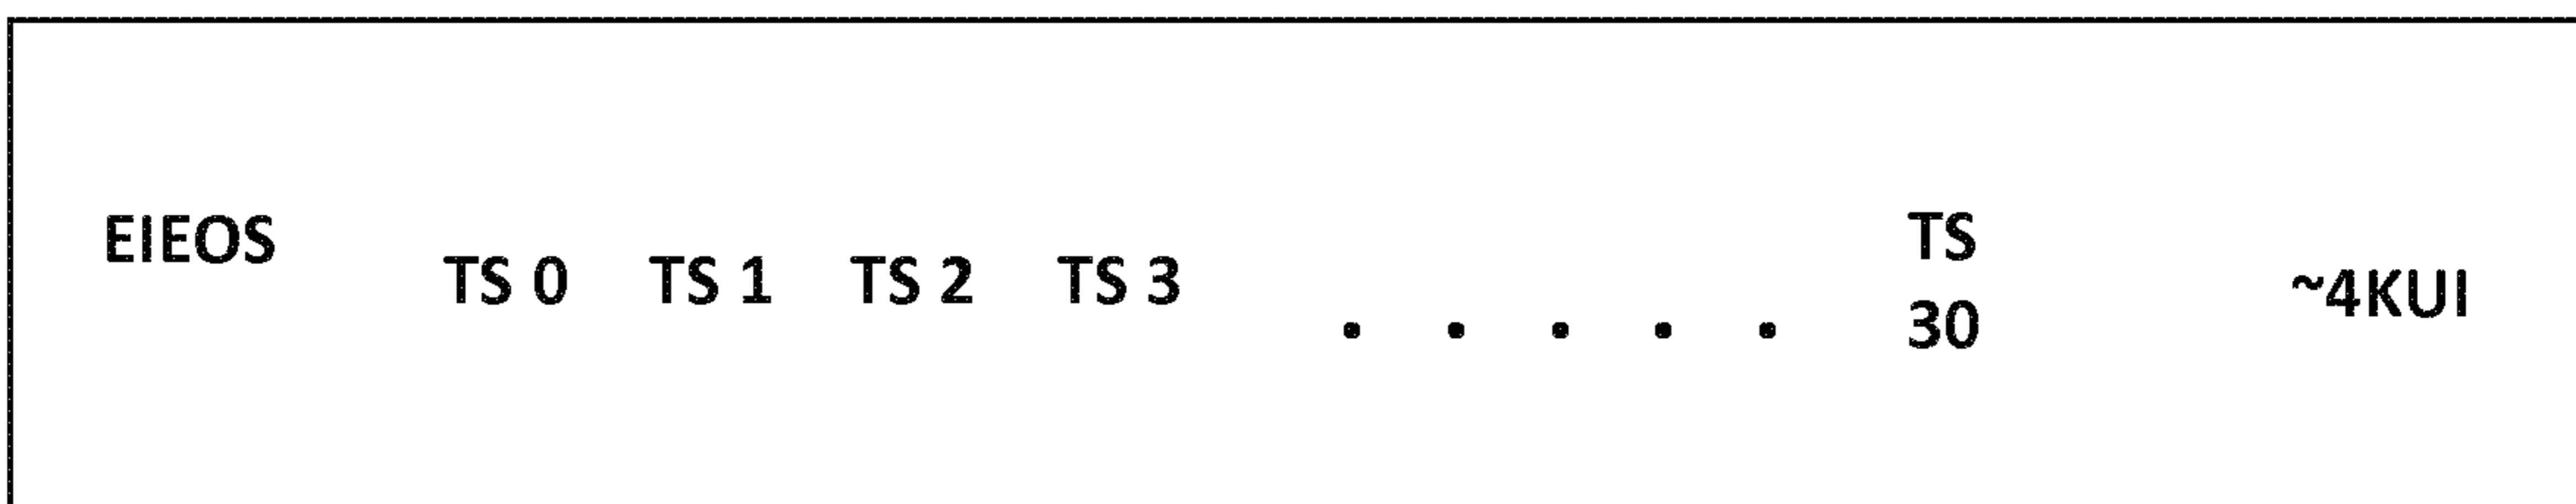 EIEOS TS 0 TS 1 TS 2 TS 3 . . . . . TS 30 ~4KUI